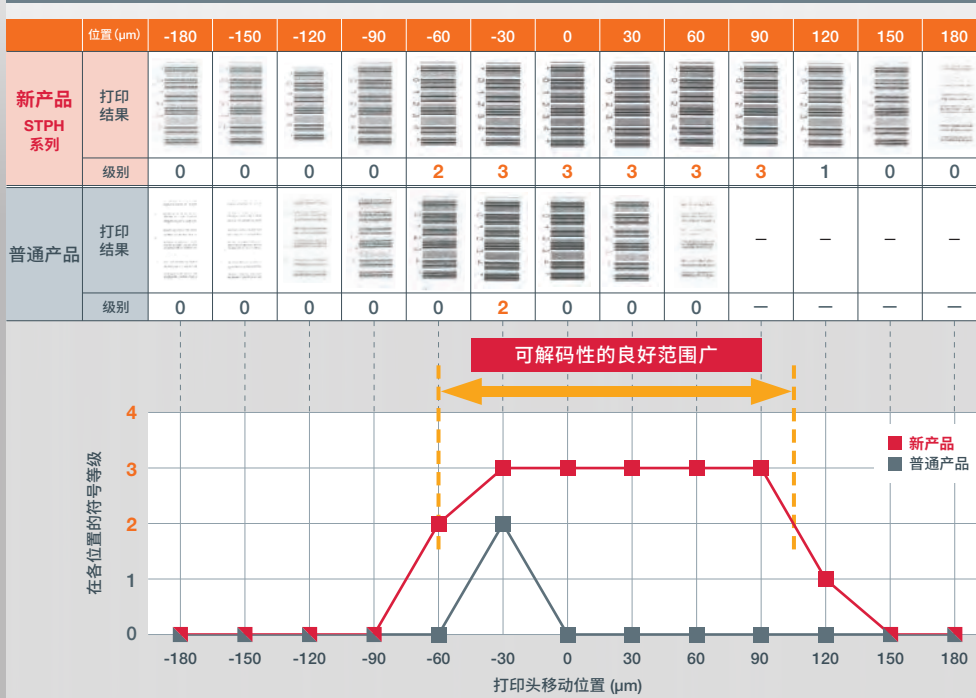 位置 (μm) -180 -150 -120 -90 -60 -30 0 30 60 90 120 150 180
新产品
STPH
系列
打印
结果
级别 0 0 0 0 2 3 3 3 3 3 1 0 0
普通产品
打印
结果
– – – –
级别 0 0 0 0 0 2 0 0 0 — — — —
可解码性的良好范围广
4
3
2
1
0
在各位置的符号等级
新产品
普通产品
-180 -150 -120 -90 -60 -30 0 30 60 90 120 150 180
打印头移动位置 (μm)